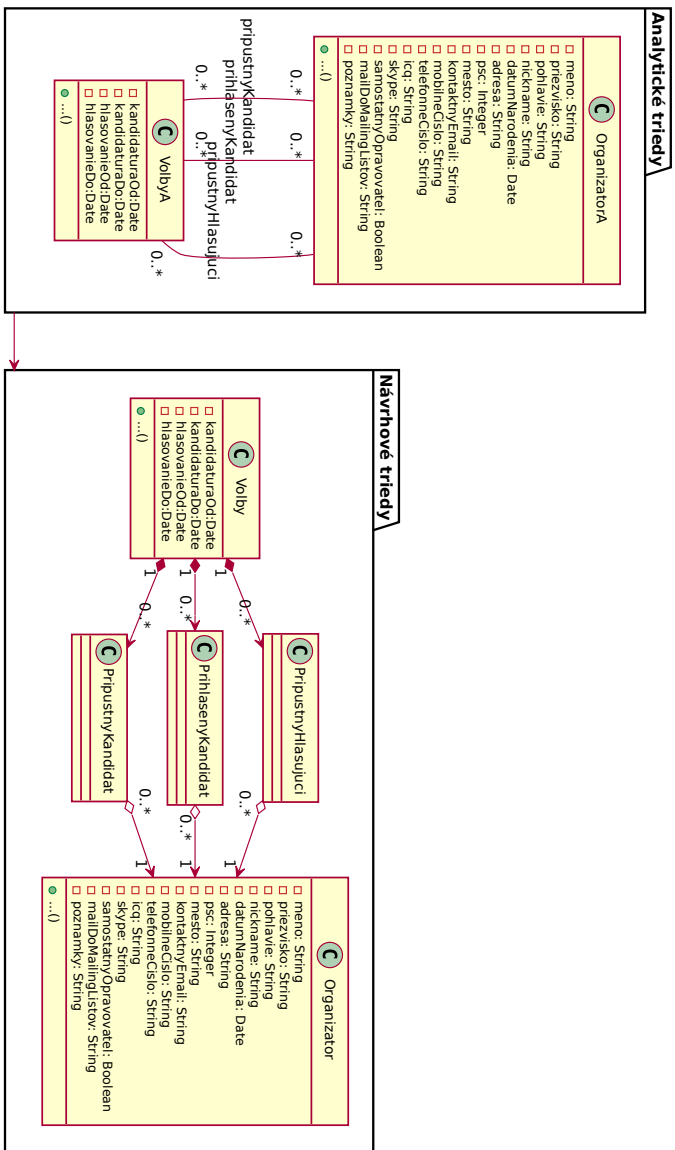 Analytické triedy
C OrganizatorA
meno: String
priezvisko: String
pohlavie: String
nickname: String
datumNarodenia: Date
adresa: String
psc: Integer
mesto: String
kontaktnyEmail: String
mobilneCislo: String
telefonneCislo: String
icq: String
skype: String
samostatnyOpravovatel: Boolean
mailDoMailingListov: String
poznamky: String
...()
0..*
0..*
0..*
pripustnyKandidat
prihlasenyKandidat
pripustnyHlasujuci
0..*
0..*
0..*
C VolbyA
kandidaturaOd:Date
kandidaturaDo:Date
hlasovanieOd:Date
hlasovanieDo:Date
...()
Návrhové triedy
C Volby
kandidaturaOd:Date
kandidaturaDo:Date
hlasovanieOd:Date
hlasovanieDo:Date
...()
1
1
1
0..*
0..*
0..*
C PripustnyHlasujuci
C PrihlasenyKandidat
C PripustnyKandidat
0..*
0..*
0..*
1
1
1
C Organizator
meno: String
priezvisko: String
pohlavie: String
nickname: String
datumNarodenia: Date
adresa: String
psc: Integer
mesto: String
kontaktnyEmail: String
mobilneCislo: String
telefonneCislo: String
icq: String
skype: String
samostatnyOpravovatel: Boolean
mailDoMailingListov: String
poznamky: String
...()